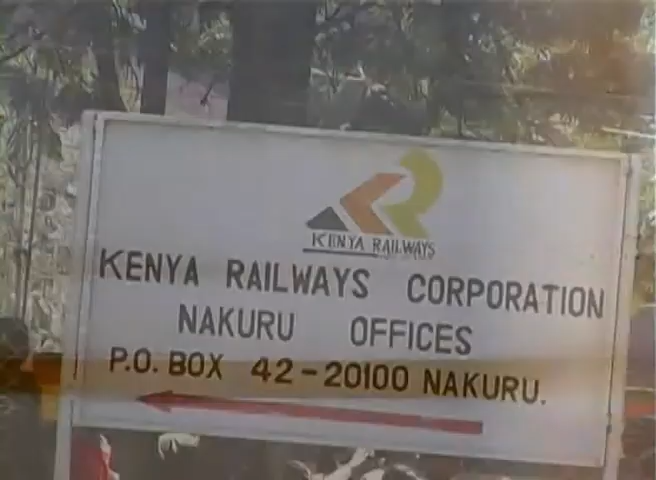 KENYA RAILWAYS
KENYA RAILWAYS CORPORATION
NAKURU OFFICES
P.O. BOX 42-20100 NAKURU.